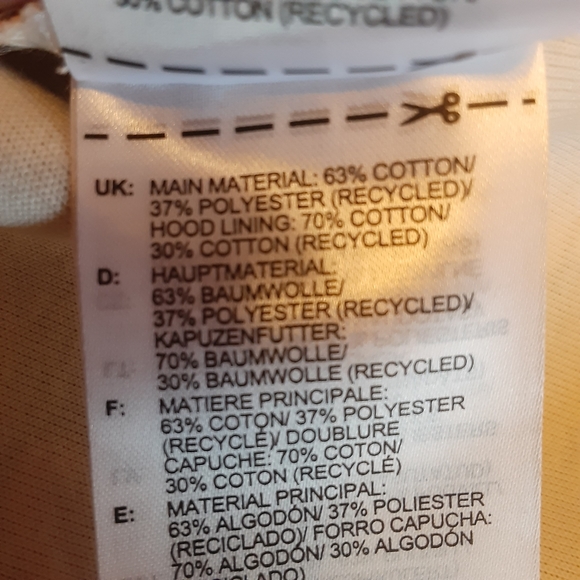 30% COTTON (RECYCLED)
UK: MAIN MATERIAL: 63% COTTON/
37% POLYESTER (RECYCLED)/
HOOD LINING: 70% COTTON/
30% COTTON (RECYCLED)
D: HAUPTMATERIAL:
63% BAUMWOLLE/
37% POLYESTER (RECYCLED)/
KAPUZENFUTTER:
70% BAUMWOLLE/
30% BAUMWOLLE (RECYCLED)
F: MATIERE PRINCIPALE:
63% COTON/ 37% POLYESTER
(RECYCLÉ)/ DOUBLURE
CAPUCHE: 70% COTON/
30% COTON (RECYCLÉ)
E: MATERIAL PRINCIPAL:
63% ALGODÓN/ 37% POLIESTER
(RECICLADO)/ FORRO CAPUCHA:
70% ALGODÓN/ 30% ALGODÓN